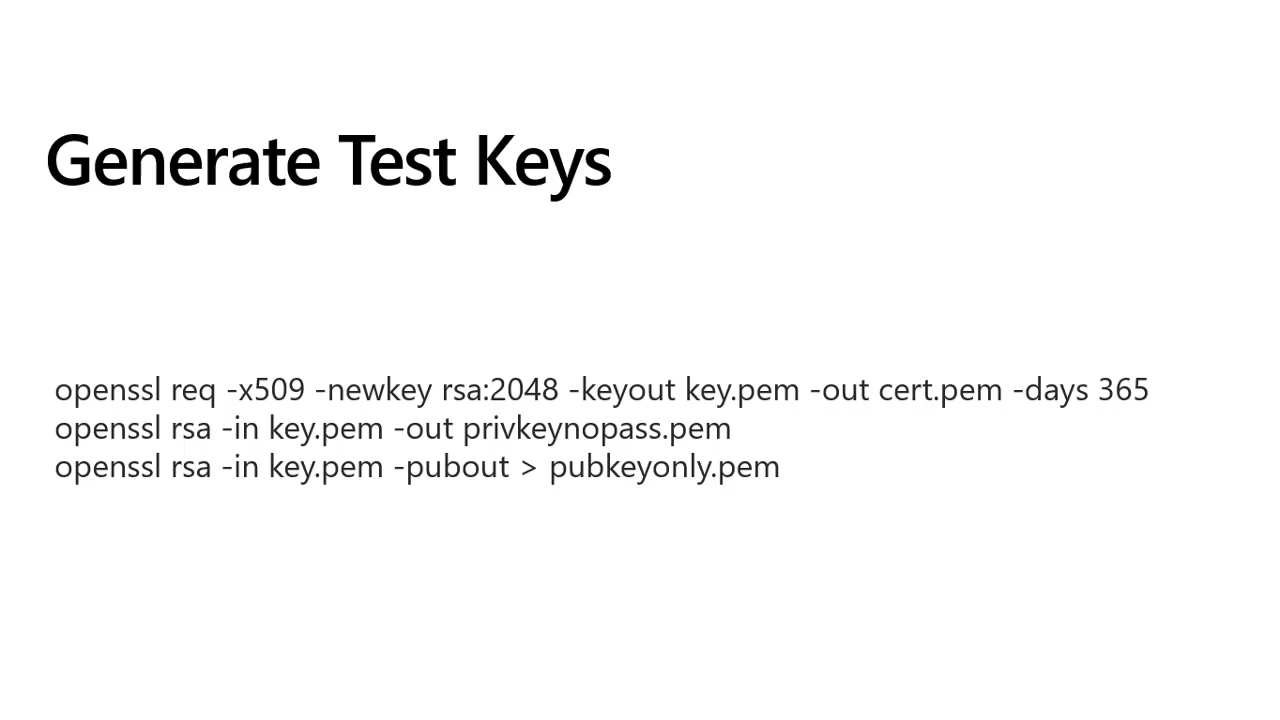 Generate Test Keys
openssl req -x509 -newkey rsa:2048 -keyout key.pem -out cert.pem -days 365
openssl rsa -in key.pem -out privkeynopass.pem
openssl rsa -in key.pem -pubout > pubkeyonly.pem